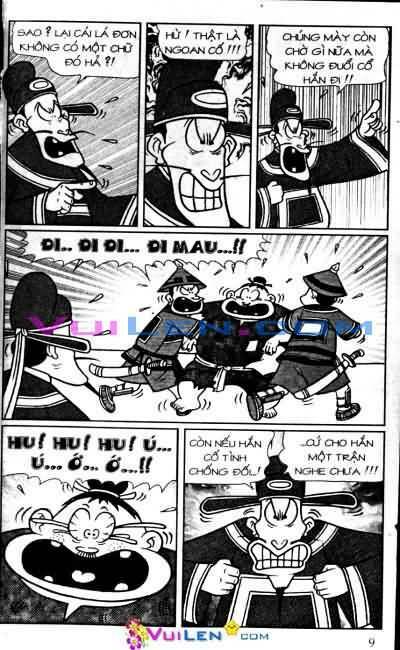 SAO ? LẠI CÁI LÁ ĐƠN
KHÔNG CÓ MỘT CHỮ
ĐÓ HẢ ?!
HỪ ! THẬT LÀ
NGOAN CỐ !!!
CHÚNG MÀY CÒN
CHỜ GÌ NỮA MÀ
KHÔNG ĐUỔI CỔ
HẮN ĐI !!
ĐI.. ĐI ĐI... ĐI MAU...!!
VuiLen.com
HU! HU! HU! Ú...
Ú... Ớ... Ớ...!!
CÒN NẾU HẮN
CỐ TÌNH
CHỐNG ĐỐI..!
...CỨ CHO HẮN
MỘT TRẬN
NGHE CHƯA !!!
9
VuiLen.com